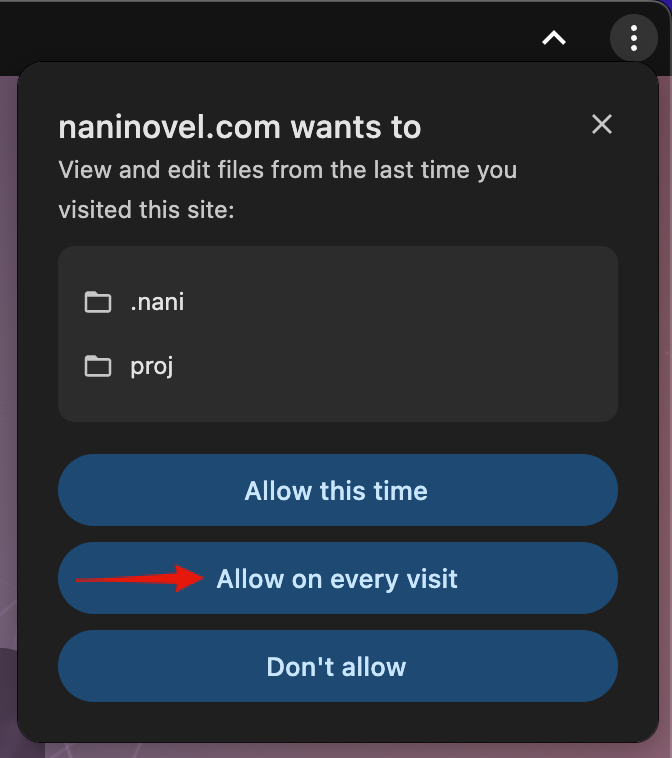 naninovel.com wants to
View and edit files from the last time you
visited this site:
.nani
proj
Allow this time
Allow on every visit
Don't allow